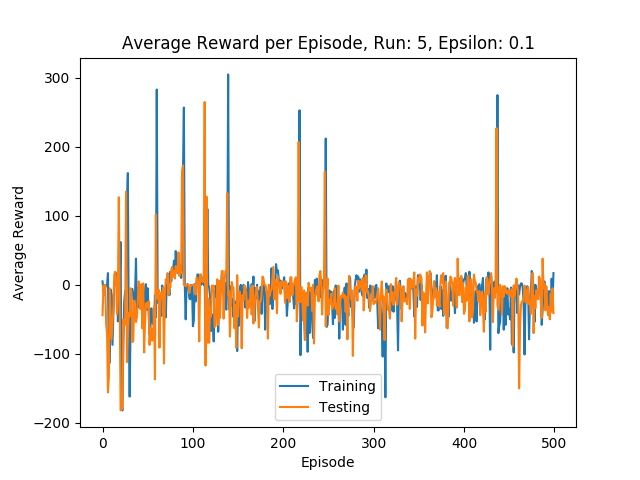 Average Reward per Episode, Run: 5, Epsilon: 0.1
300
200
100
0
−100
−200
Average Reward
0
100
200
300
400
500
Episode
Training
Testing